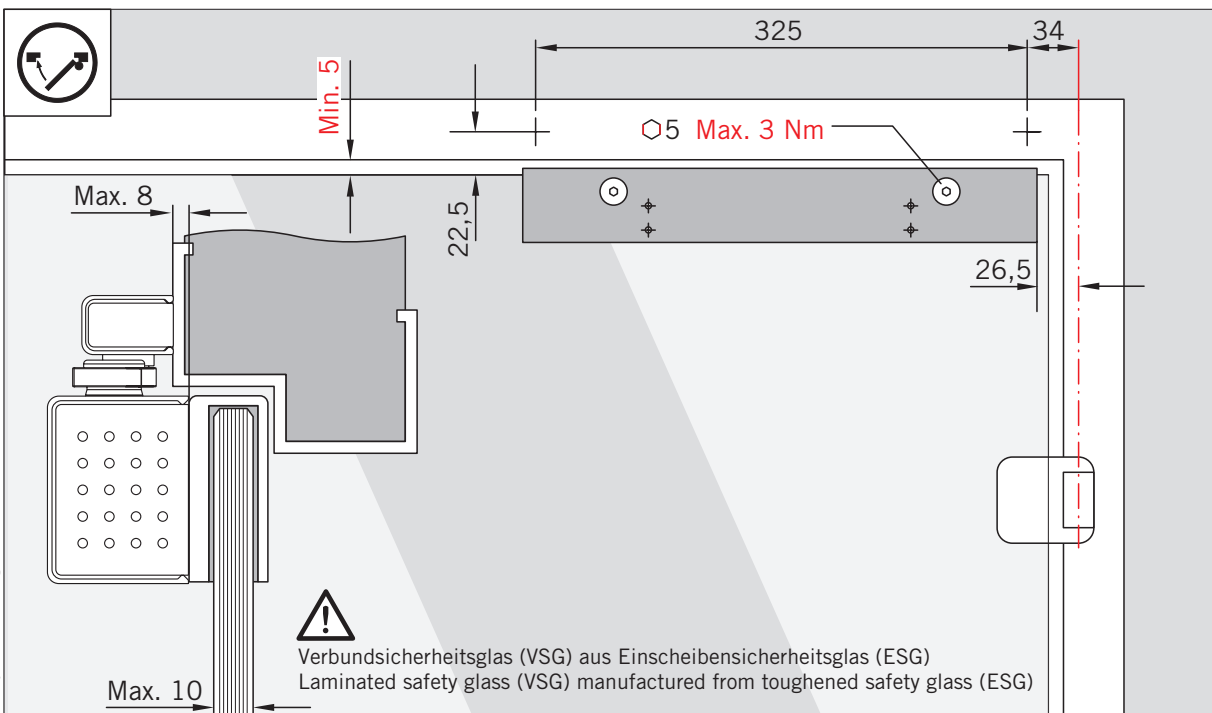 325
34
Min. 5
5 Max. 3 Nm
Max. 8
22,5
26,5
Verbundsicherheitsglas (VSG) aus Einscheibensicherheitsglas (ESG)
Laminated safety glass (VSG) manufactured from toughened safety glass (ESG)
Max. 10